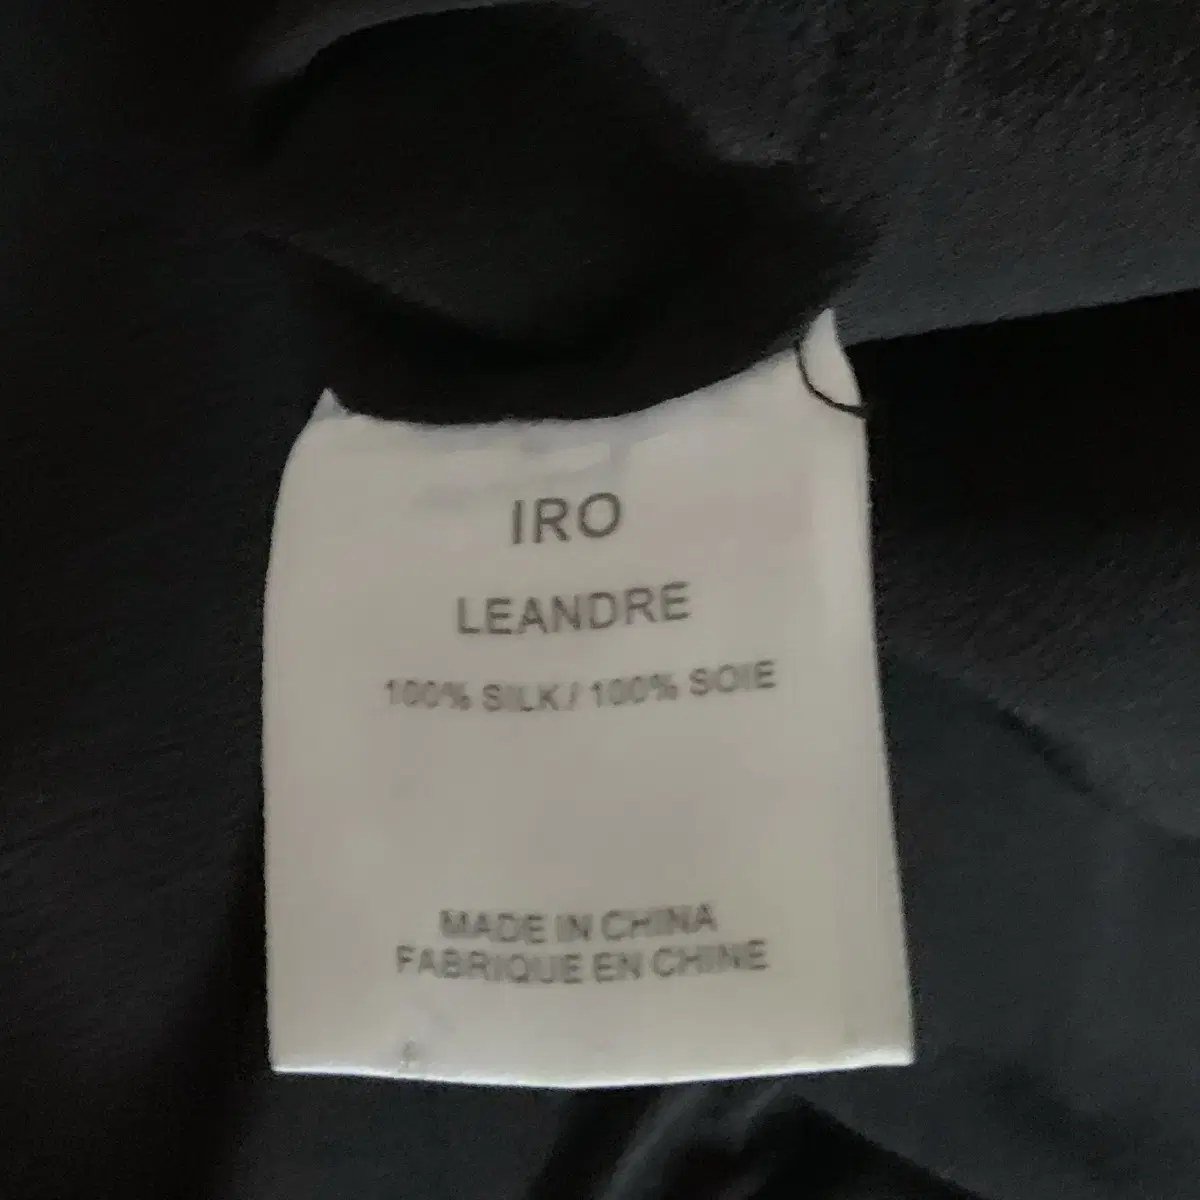 IRO
LEANDRE
100% SILK / 100% SOIE
MADE IN CHINA
FABRIQUE EN CHINE